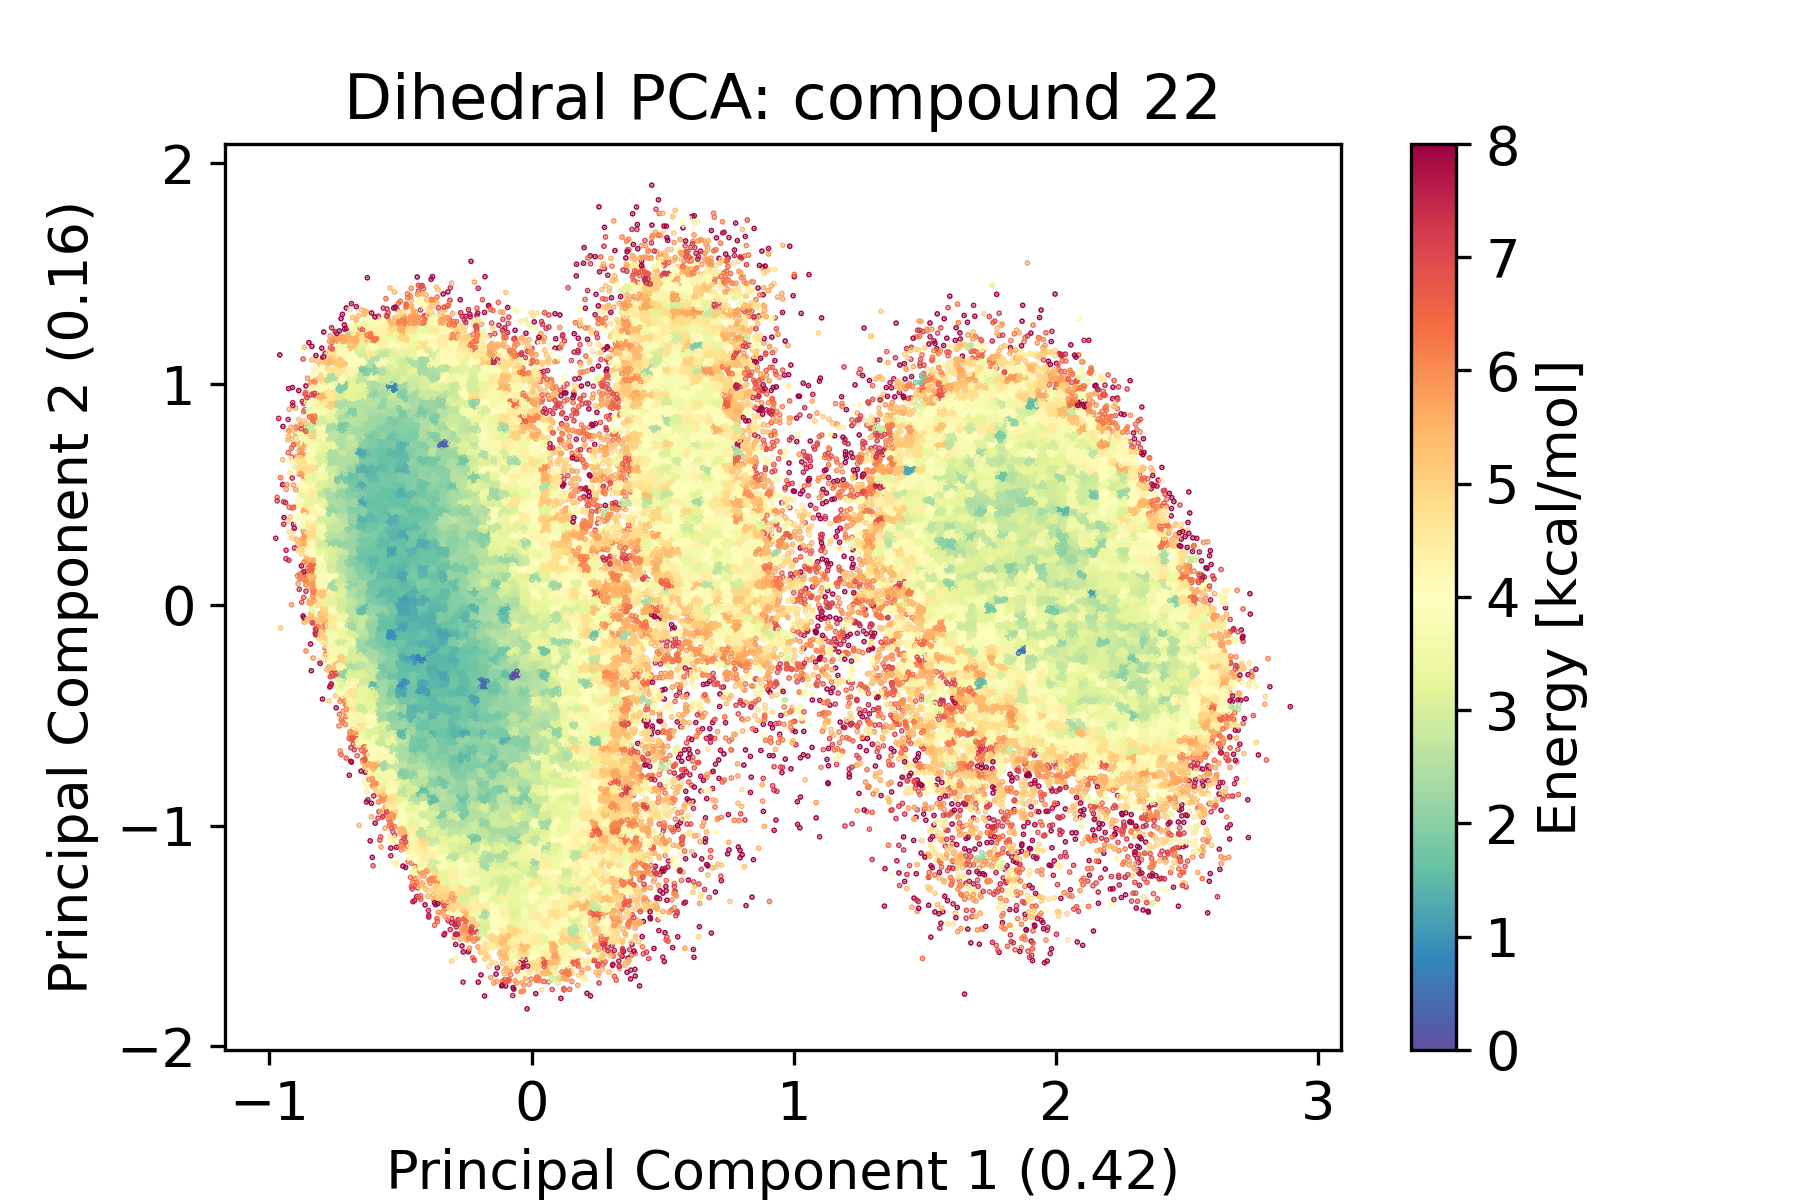 Dihedral PCA: compound 22
Principal Component 2 (0.16)
2
1
0
−1
−2
−1 0 1 2 3
Principal Component 1 (0.42)
8
7
6
5
4
3
2
1
0
Energy [kcal/mol]